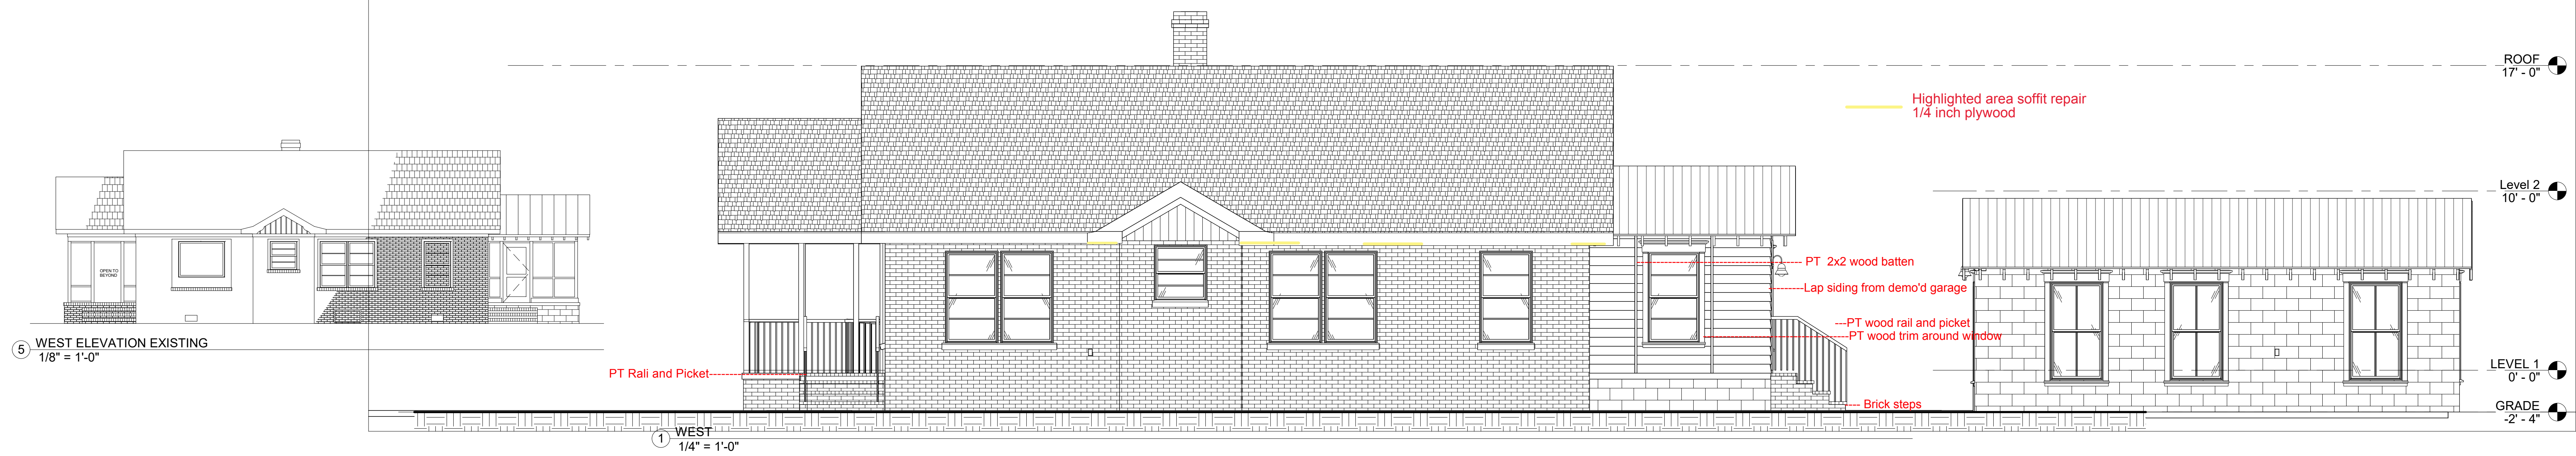 ROOF
17' - 0"
Highlighted area soffit repair
1/4 inch plywood
Level 2
10' - 0"
OPEN TO
BEYOND
PT  2x2 wood batten
Lap siding from demo'd garage
PT wood rail and picket
PT wood trim around window
5
WEST ELEVATION EXISTING
1/8" = 1'-0"
LEVEL 1
0' - 0"
PT Rali and Picket
Brick steps
GRADE
-2' - 4"
1
WEST
1/4" = 1'-0"